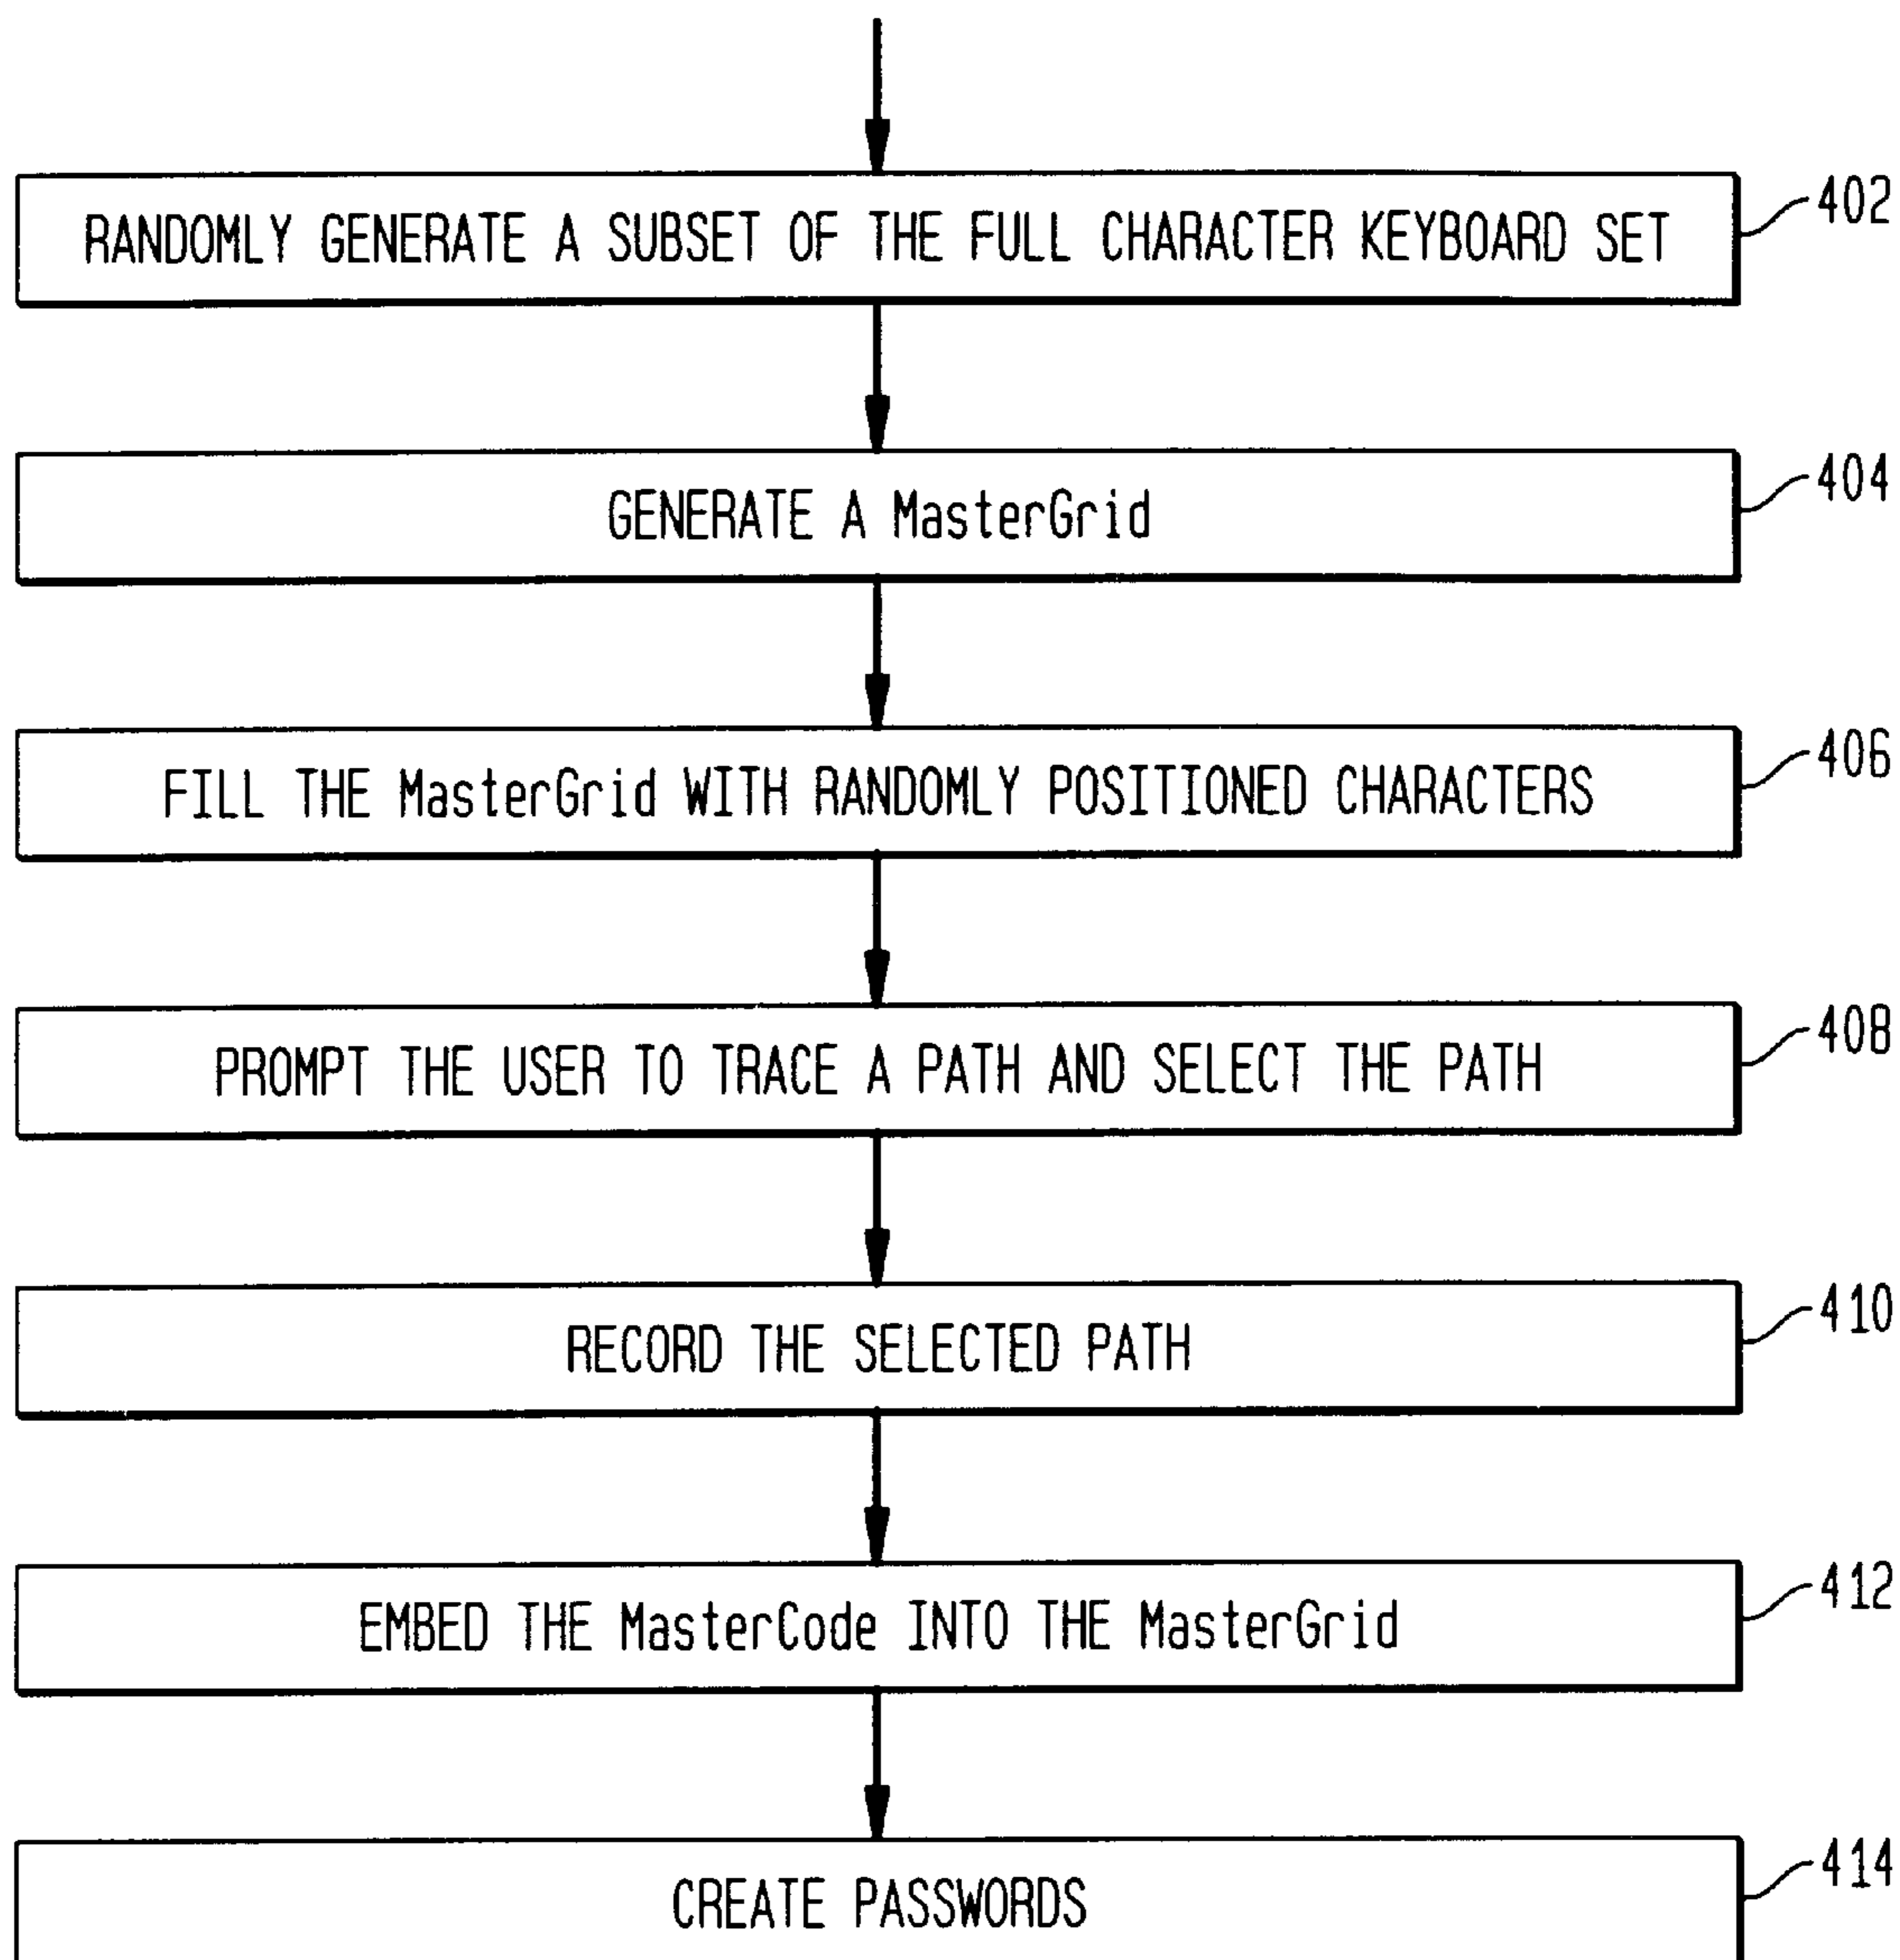 RANDOMLY GENERATE A SUBSET OF THE FULL CHARACTER KEYBOARD SET
402
GENERATE A MasterGrid
404
FILL THE MasterGrid WITH RANDOMLY POSITIONED CHARACTERS
406
PROMPT THE USER TO TRACE A PATH AND SELECT THE PATH
408
RECORD THE SELECTED PATH
410
EMBED THE MasterCode INTO THE MasterGrid
412
CREATE PASSWORDS
414